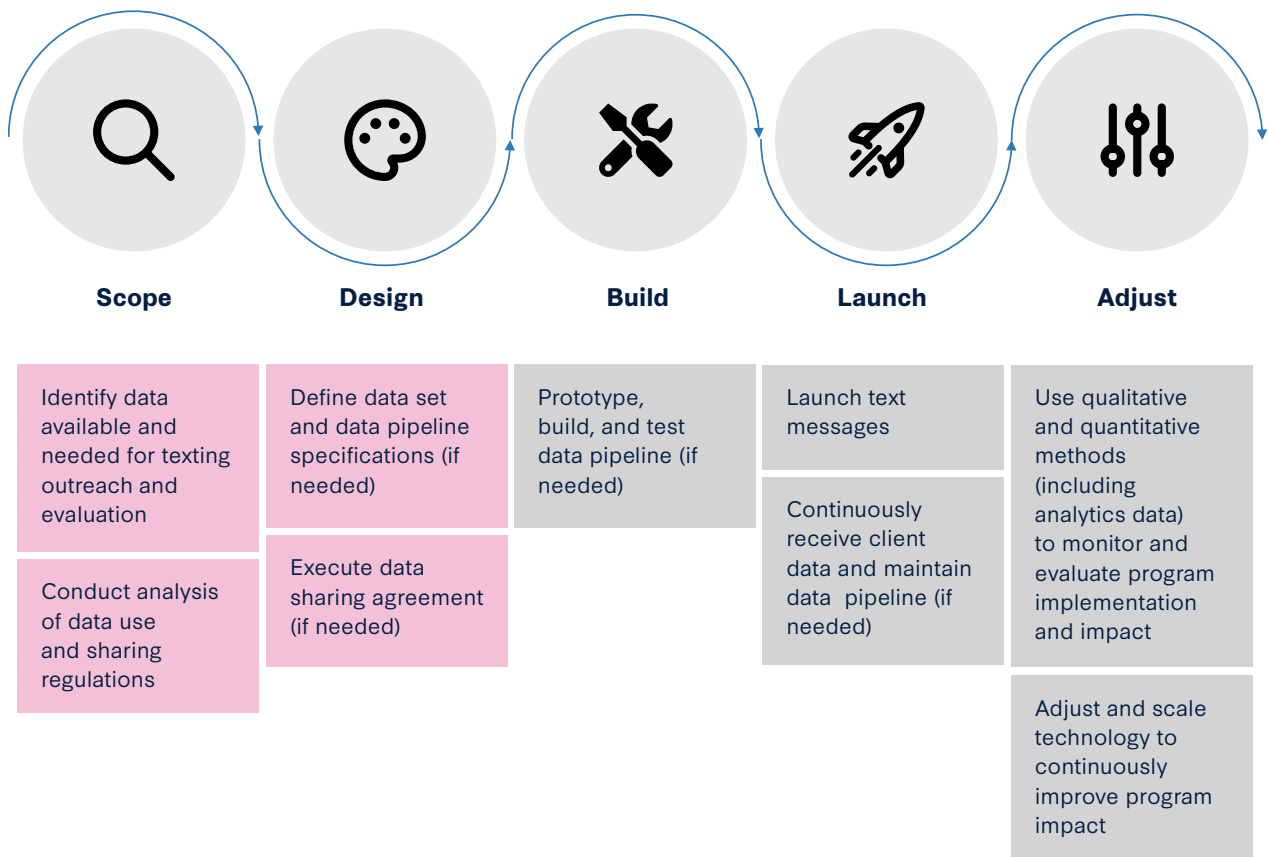 Scope
Design
Build
Launch
Adjust
Identify data
available and
needed for texting
outreach and
evaluation
Conduct analysis
of data use
and sharing
regulations
Define data set
and data pipeline
specifications (if
needed)
Execute data
sharing agreement
(if needed)
Prototype,
build, and test
data pipeline (if
needed)
Launch text
messages
Continuously
receive client
data and maintain
data  pipeline (if
needed)
Use qualitative
and quantitative
methods
(including
analytics data)
to monitor and
evaluate program
implementation
and impact
Adjust and scale
technology to
continuously
improve program
impact